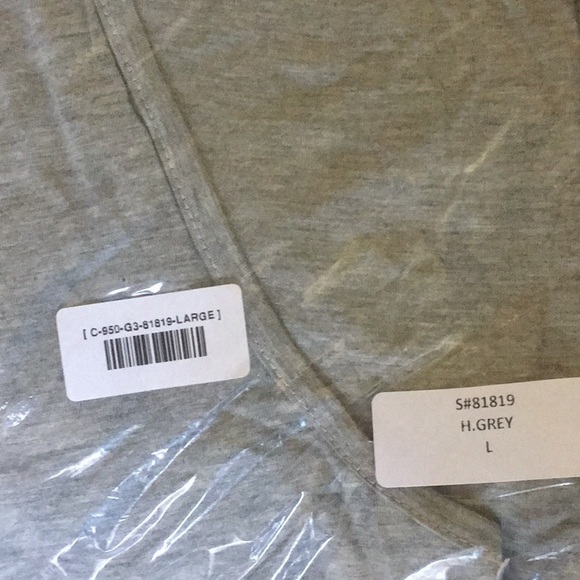 [ C-950-G3-81819-LARGE ]
S#81819
H.GREY
L